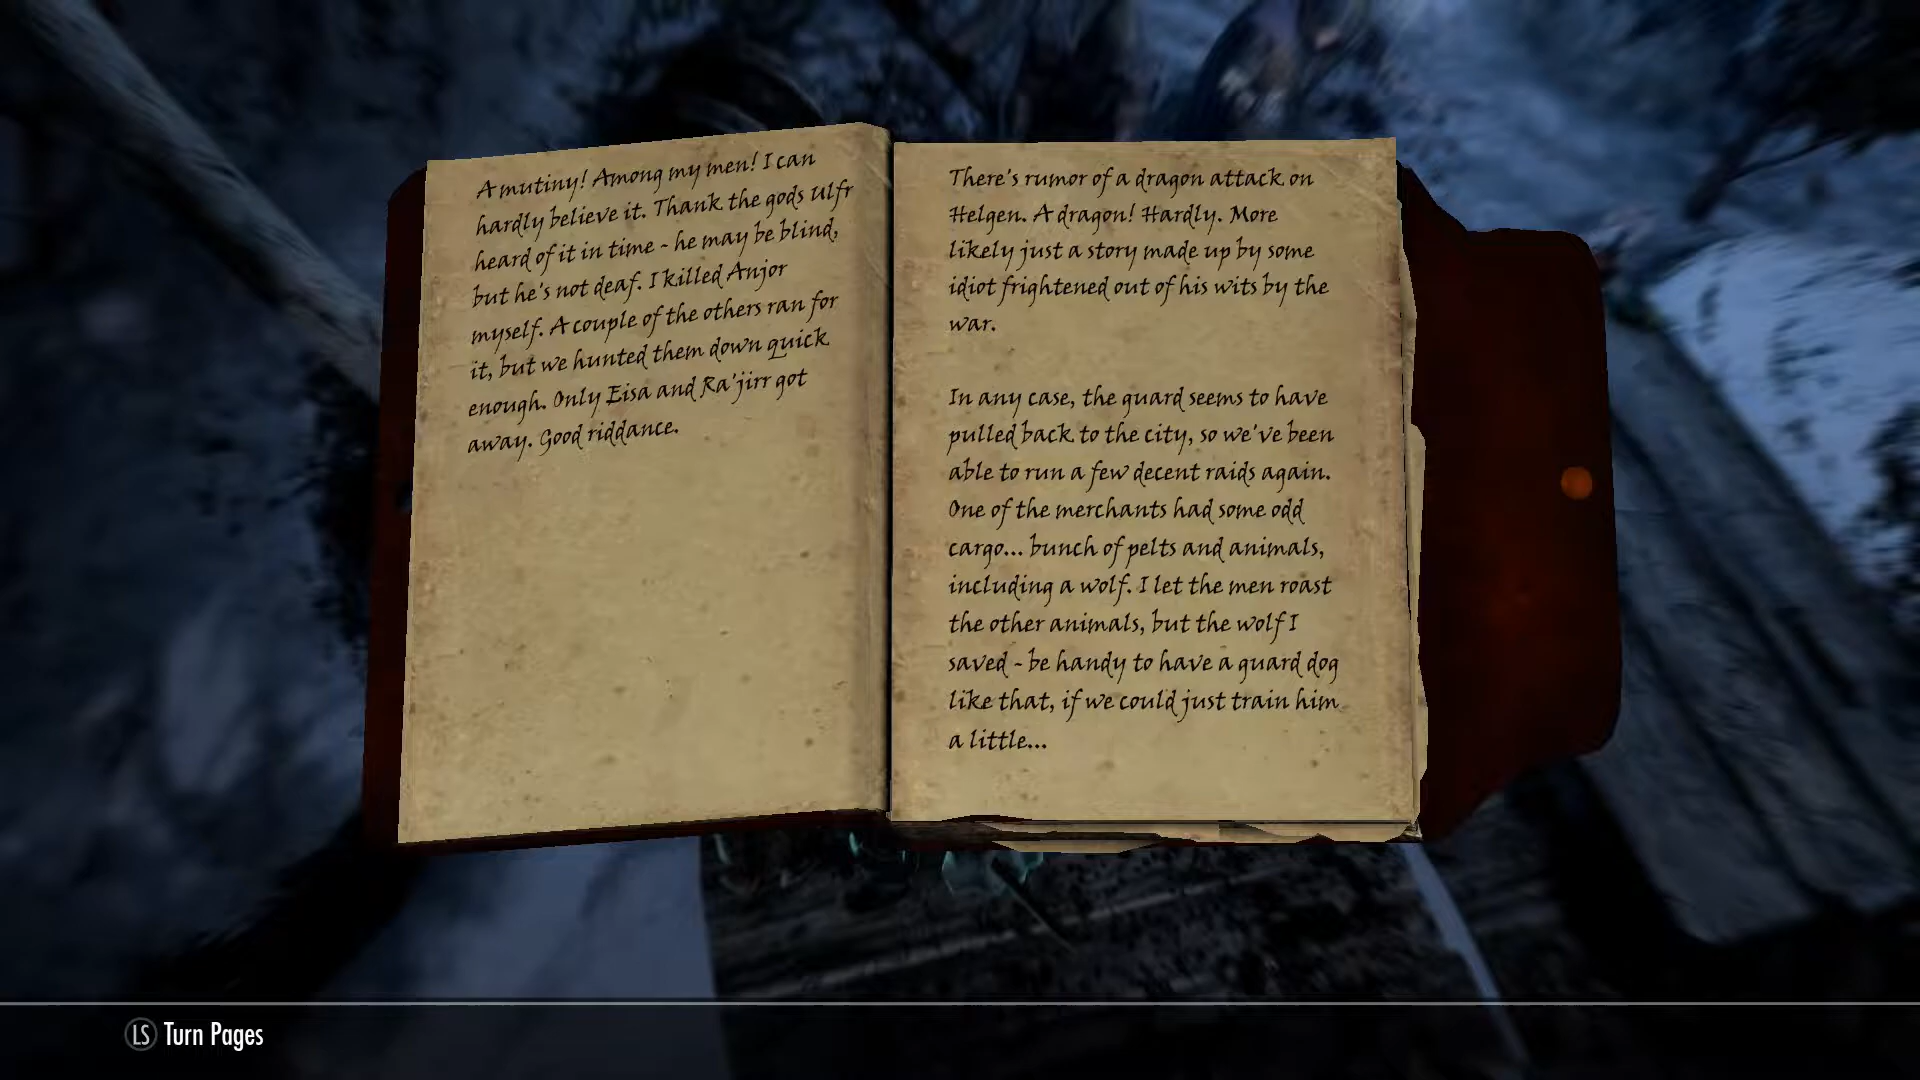 A mutiny! Among my men! I can
hardly believe it. Thank the gods Ulfr
heard of it in time - he may be blind,
but he's not deaf. I killed Anjor
myself. A couple of the others ran for
it, but we hunted them down quick
enough. Only Eisa and Ra'jirr got
away. Good riddance.
There's rumor of a dragon attack on
Helgen. A dragon! Hardly. More
likely just a story made up by some
idiot frightened out of his wits by the
war.
In any case, the guard seems to have
pulled back to the city, so we've been
able to run a few decent raids again.
One of the merchants had some odd
cargo... bunch of pelts and animals,
including a wolf. I let the men roast
the other animals, but the wolf I
saved - be handy to have a guard dog
like that, if we could just train him
a little...
LS Turn Pages